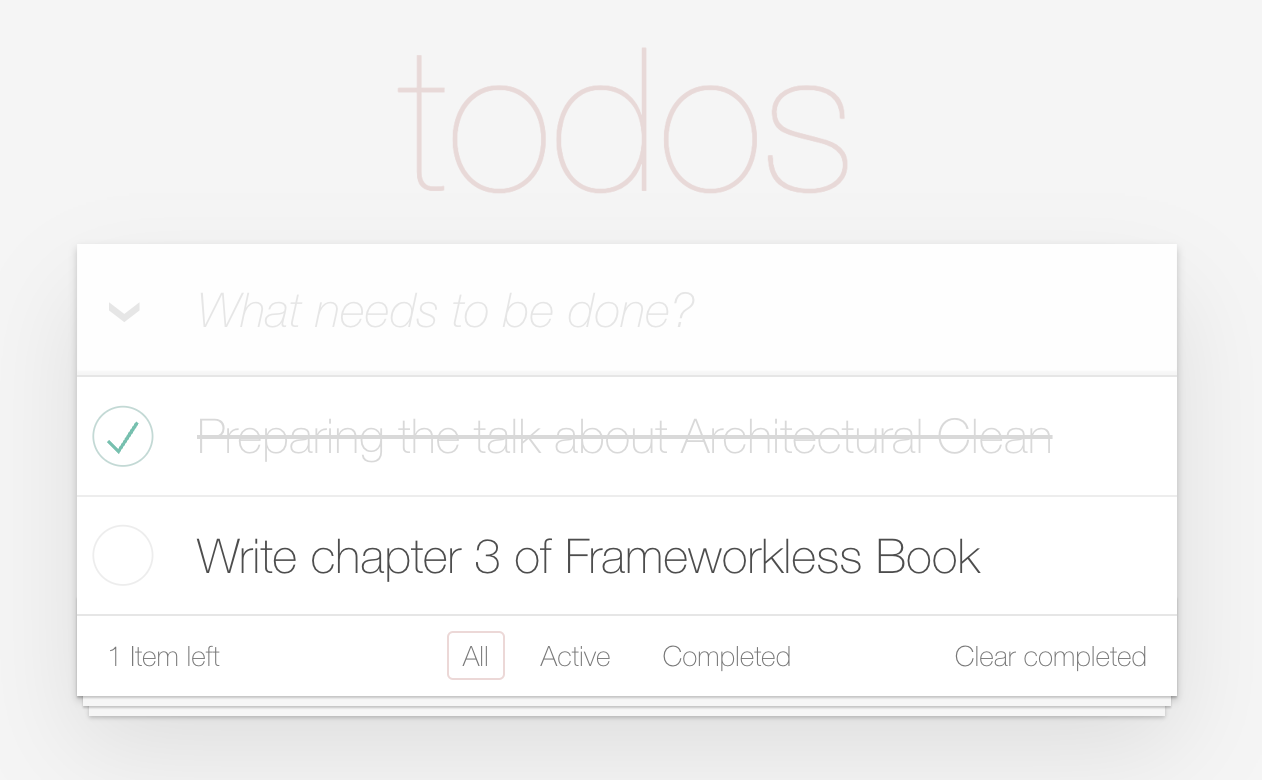 todos
What needs to be done?
Preparing the talk about Architectural Clean
Write chapter 3 of Frameworkless Book
1 Item left All Active Completed Clear completed